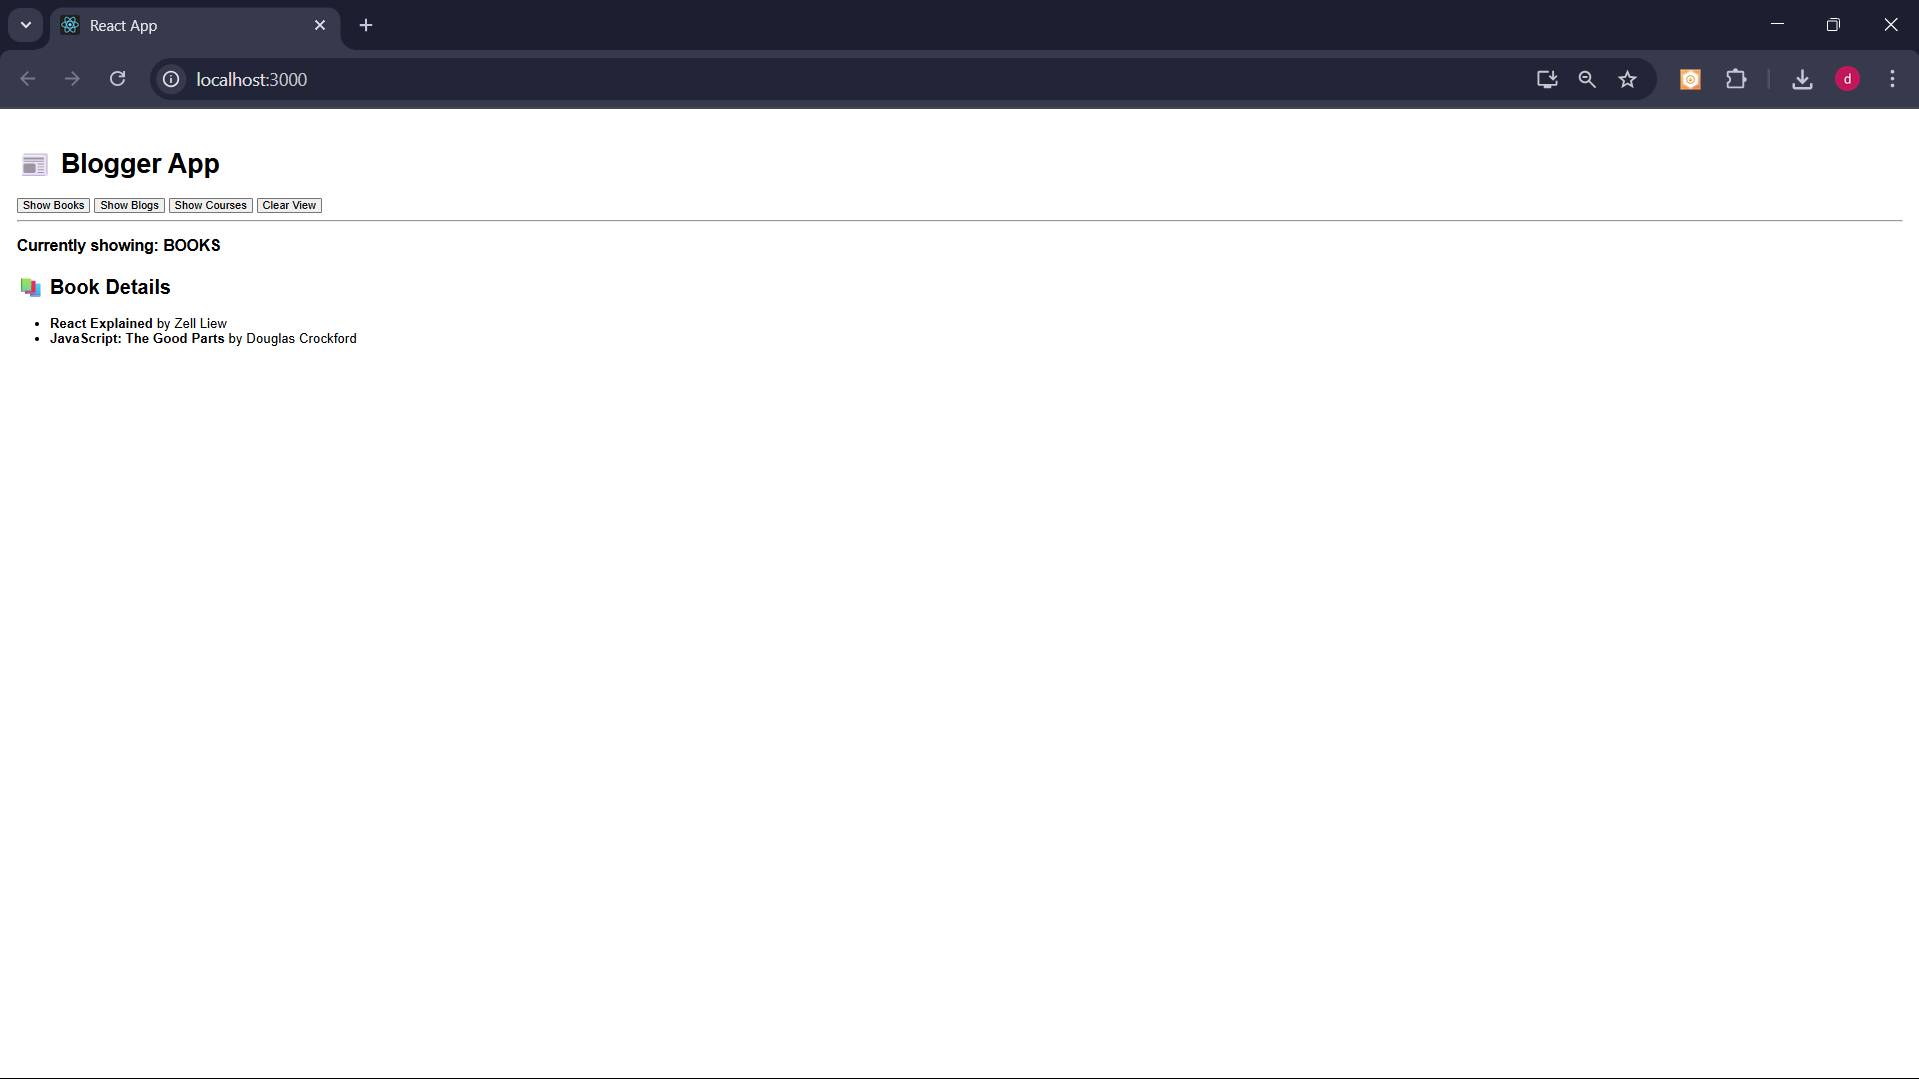 React App
localhost:3000
d
Blogger App
Show Books Show Blogs Show Courses Clear View
Currently showing: BOOKS
Book Details
• React Explained by Zell Liew
• JavaScript: The Good Parts by Douglas Crockford